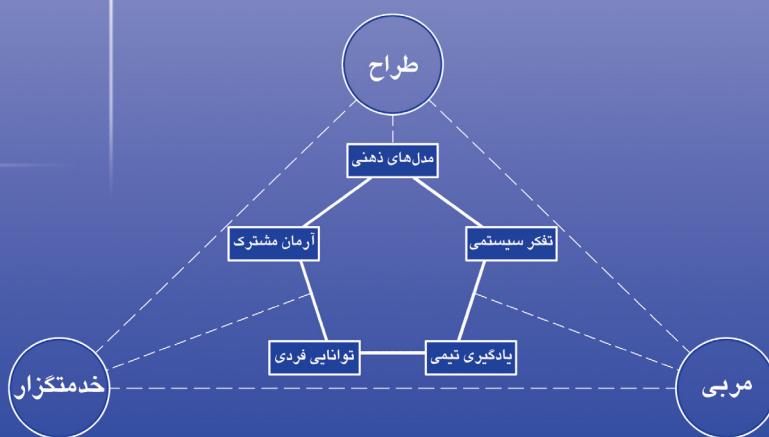 طراح
مدل‌های ذهنی
تفکر سیستمی
آرمان مشترک
یادگیری تیمی
توانایی فردی
مربی
خدمتگزار